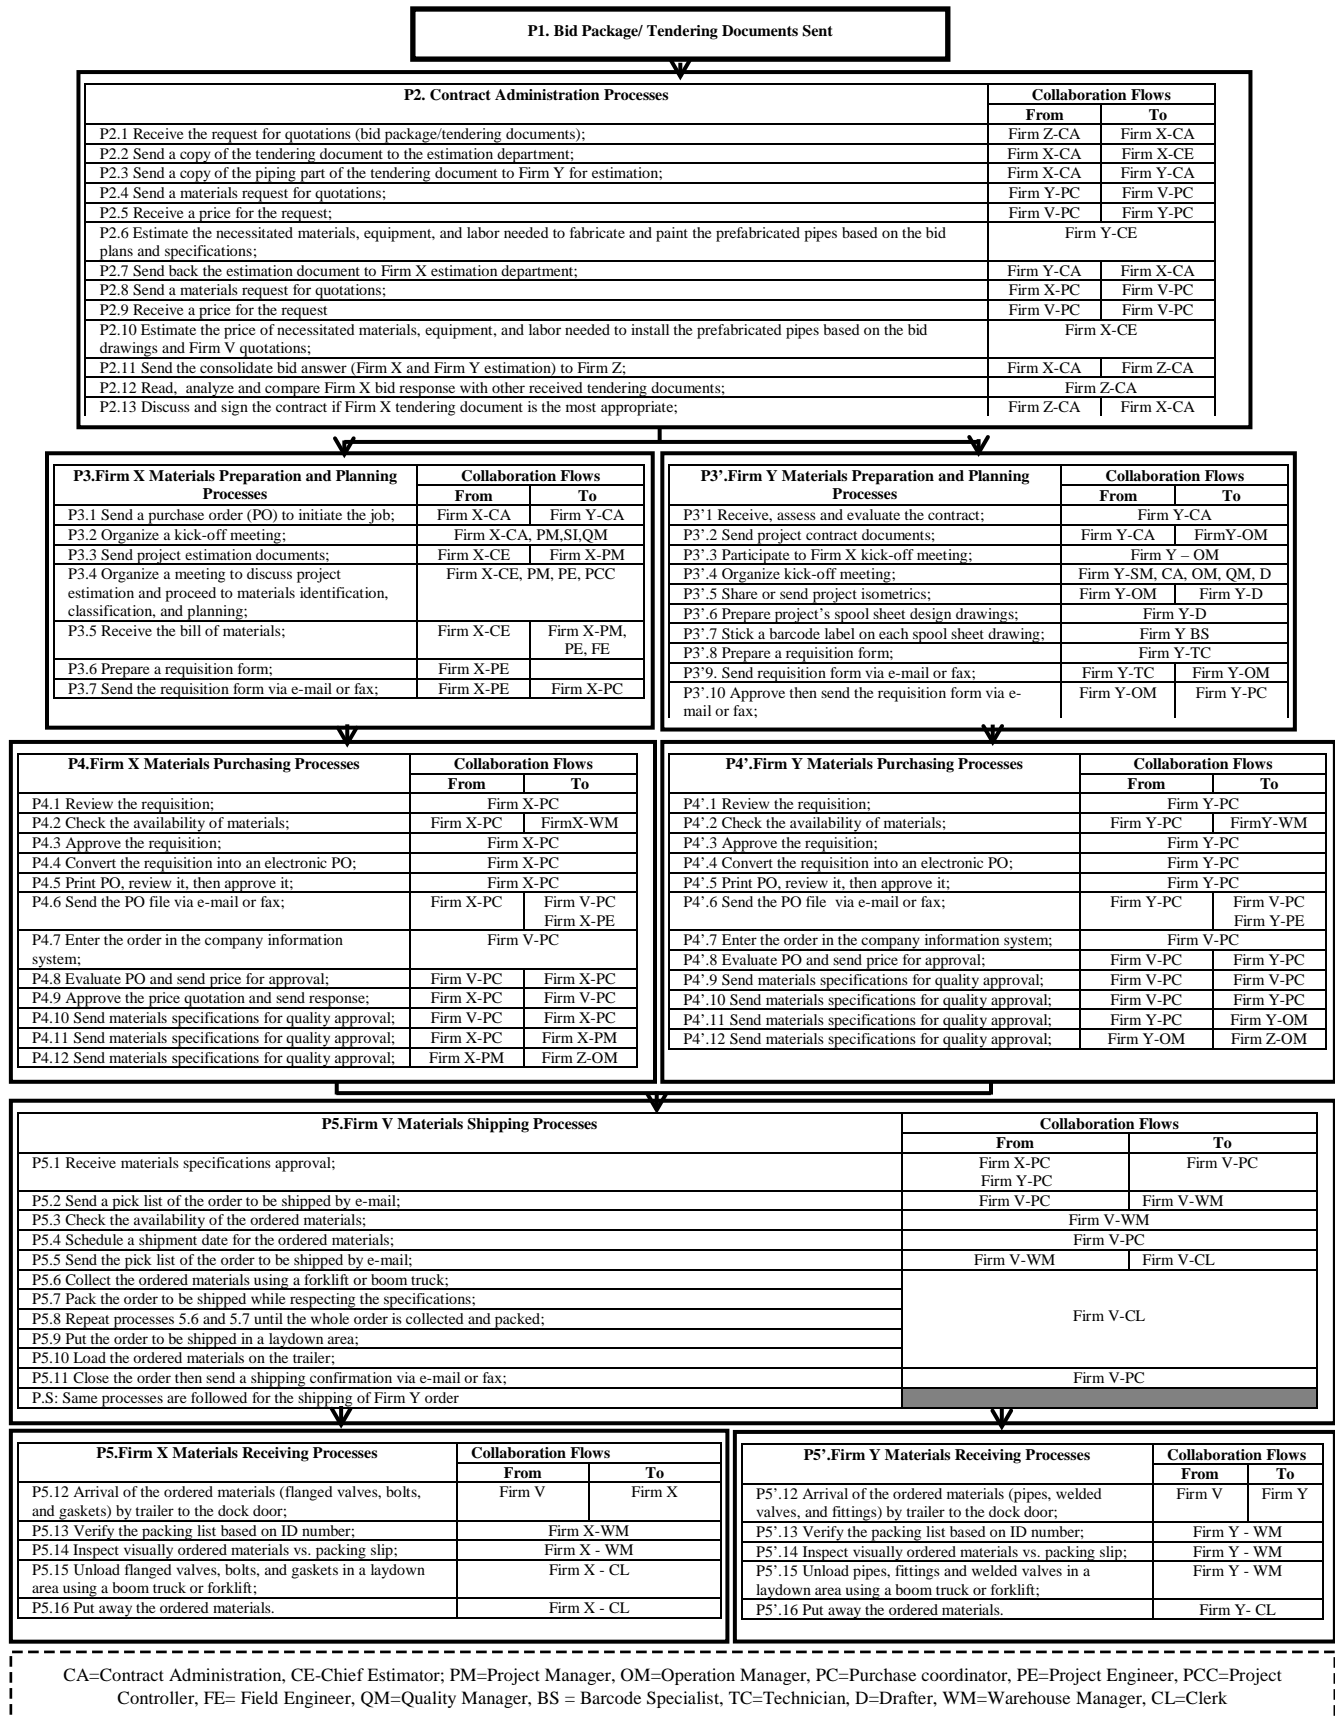 P1. Bid Package/ Tendering Documents Sent
P2. Contract Administration Processes Collaboration Flows
From To
P2.1 Receive the request for quotations (bid package/tendering documents); Firm Z-CA Firm X-CA
P2.2 Send a copy of the tendering document to the estimation department; Firm X-CA Firm X-CE
P2.3 Send a copy of the piping part of the tendering document to Firm Y for estimation; Firm X-CA Firm Y-CA
P2.4 Send a materials request for quotations; Firm Y-PC Firm V-PC
P2.5 Receive a price for the request; Firm V-PC Firm Y-PC
P2.6 Estimate the necessitated materials, equipment, and labor needed to fabricate and paint the prefabricated pipes based on the bid Firm Y-CE
plans and specifications;
P2.7 Send back the estimation document to Firm X estimation department; Firm Y-CA Firm X-CA
P2.8 Send a materials request for quotations; Firm X-PC Firm V-PC
P2.9 Receive a price for the request Firm V-PC Firm V-PC
P2.10 Estimate the price of necessitated materials, equipment, and labor needed to install the prefabricated pipes based on the bid Firm X-CE
drawings and Firm V quotations;
P2.11 Send the consolidate bid answer (Firm X and Firm Y estimation) to Firm Z; Firm X-CA Firm Z-CA
P2.12 Read, analyze and compare Firm X bid response with other received tendering documents; Firm Z-CA
P2.13 Discuss and sign the contract if Firm X tendering document is the most appropriate; Firm Z-CA Firm X-CA
P3.Firm X Materials Preparation and Planning Collaboration Flows
Processes From To
P3.1 Send a purchase order (PO) to initiate the job; Firm X-CA Firm Y-CA
P3.2 Organize a kick-off meeting; Firm X-CA, PM,SI,QM
P3.3 Send project estimation documents; Firm X-CE Firm X-PM
P3.4 Organize a meeting to discuss project Firm X-CE, PM, PE, PCC
estimation and proceed to materials identification,
classification, and planning;
P3.5 Receive the bill of materials; Firm X-CE Firm X-PM,
PE, FE
P3.6 Prepare a requisition form; Firm X-PE
P3.7 Send the requisition form via e-mail or fax; Firm X-PE Firm X-PC
P3'.Firm Y Materials Preparation and Planning Collaboration Flows
Processes From To
P3'1 Receive, assess and evaluate the contract; Firm Y-CA
P3'.2 Send project contract documents; Firm Y-CA FirmY-OM
P3'.3 Participate to Firm X kick-off meeting; Firm Y – OM
P3'.4 Organize kick-off meeting; Firm Y-SM, CA, OM, QM, D
P3'.5 Share or send project isometrics; Firm Y-OM Firm Y-D
P3'.6 Prepare project's spool sheet design drawings; Firm Y-D
P3'.7 Stick a barcode label on each spool sheet drawing; Firm Y BS
P3'.8 Prepare a requisition form; Firm Y-TC
P3'9. Send requisition form via e-mail or fax; Firm Y-TC Firm Y-OM
P3'.10 Approve then send the requisition form via e- Firm Y-OM Firm Y-PC
mail or fax;
P4.Firm X Materials Purchasing Processes Collaboration Flows
From To
P4.1 Review the requisition; Firm X-PC
P4.2 Check the availability of materials; Firm X-PC FirmX-WM
P4.3 Approve the requisition; Firm X-PC
P4.4 Convert the requisition into an electronic PO; Firm X-PC
P4.5 Print PO, review it, then approve it; Firm X-PC
P4.6 Send the PO file via e-mail or fax; Firm X-PC Firm V-PC
Firm X-PE
P4.7 Enter the order in the company information Firm V-PC
system;
P4.8 Evaluate PO and send price for approval; Firm V-PC Firm X-PC
P4.9 Approve the price quotation and send response; Firm X-PC Firm V-PC
P4.10 Send materials specifications for quality approval; Firm V-PC Firm X-PC
P4.11 Send materials specifications for quality approval; Firm X-PC Firm X-PM
P4.12 Send materials specifications for quality approval; Firm X-PM Firm Z-OM
P4'.Firm Y Materials Purchasing Processes Collaboration Flows
From To
P4'.1 Review the requisition; Firm Y-PC
P4'.2 Check the availability of materials; Firm Y-PC FirmY-WM
P4'.3 Approve the requisition; Firm Y-PC
P4'.4 Convert the requisition into an electronic PO; Firm Y-PC
P4'.5 Print PO, review it, then approve it; Firm Y-PC
P4'.6 Send the PO file via e-mail or fax; Firm Y-PC Firm V-PC
Firm Y-PE
P4'.7 Enter the order in the company information system; Firm V-PC
P4'.8 Evaluate PO and send price for approval; Firm V-PC Firm Y-PC
P4'.9 Send materials specifications for quality approval; Firm V-PC Firm V-PC
P4'.10 Send materials specifications for quality approval; Firm V-PC Firm Y-PC
P4'.11 Send materials specifications for quality approval; Firm Y-PC Firm Y-OM
P4'.12 Send materials specifications for quality approval; Firm Y-OM Firm Z-OM
P5.Firm V Materials Shipping Processes Collaboration Flows
From To
P5.1 Receive materials specifications approval; Firm X-PC Firm V-PC
Firm Y-PC
P5.2 Send a pick list of the order to be shipped by e-mail; Firm V-PC Firm V-WM
P5.3 Check the availability of the ordered materials; Firm V-WM
P5.4 Schedule a shipment date for the ordered materials; Firm V-PC
P5.5 Send the pick list of the order to be shipped by e-mail; Firm V-WM Firm V-CL
P5.6 Collect the ordered materials using a forklift or boom truck;
P5.7 Pack the order to be shipped while respecting the specifications;
P5.8 Repeat processes 5.6 and 5.7 until the whole order is collected and packed; Firm V-CL
P5.9 Put the order to be shipped in a laydown area;
P5.10 Load the ordered materials on the trailer;
P5.11 Close the order then send a shipping confirmation via e-mail or fax; Firm V-PC
P.S: Same processes are followed for the shipping of Firm Y order
P5.Firm X Materials Receiving Processes Collaboration Flows
From To
P5.12 Arrival of the ordered materials (flanged valves, bolts, Firm V Firm X
and gaskets) by trailer to the dock door;
P5.13 Verify the packing list based on ID number; Firm X-WM
P5.14 Inspect visually ordered materials vs. packing slip; Firm X - WM
P5.15 Unload flanged valves, bolts, and gaskets in a laydown Firm X - CL
area using a boom truck or forklift;
P5.16 Put away the ordered materials. Firm X - CL
P5'.Firm Y Materials Receiving Processes Collaboration Flows
From To
P5'.12 Arrival of the ordered materials (pipes, welded Firm V Firm Y
valves, and fittings) by trailer to the dock door;
P5'.13 Verify the packing list based on ID number; Firm Y - WM
P5'.14 Inspect visually ordered materials vs. packing slip; Firm Y - WM
P5'.15 Unload pipes, fittings and welded valves in a Firm Y - WM
laydown area using a boom truck or forklift;
P5'.16 Put away the ordered materials. Firm Y- CL
CA=Contract Administration, CE-Chief Estimator; PM=Project Manager, OM=Operation Manager, PC=Purchase coordinator, PE=Project Engineer, PCC=Project
Controller, FE= Field Engineer, QM=Quality Manager, BS = Barcode Specialist, TC=Technician, D=Drafter, WM=Warehouse Manager, CL=Clerk